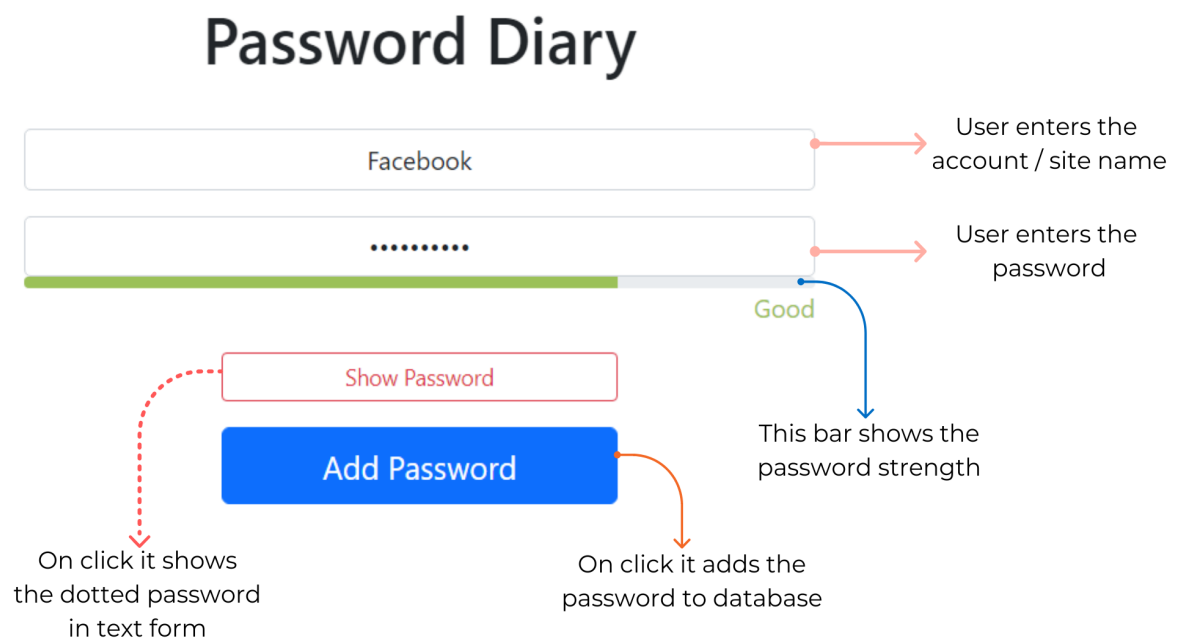 Password Diary
Facebook
User enters the
account / site name
••••••••••
User enters the
password
Good
Show Password
This bar shows the
password strength
Add Password
On click it shows
the dotted password
in text form
On click it adds the
password to database